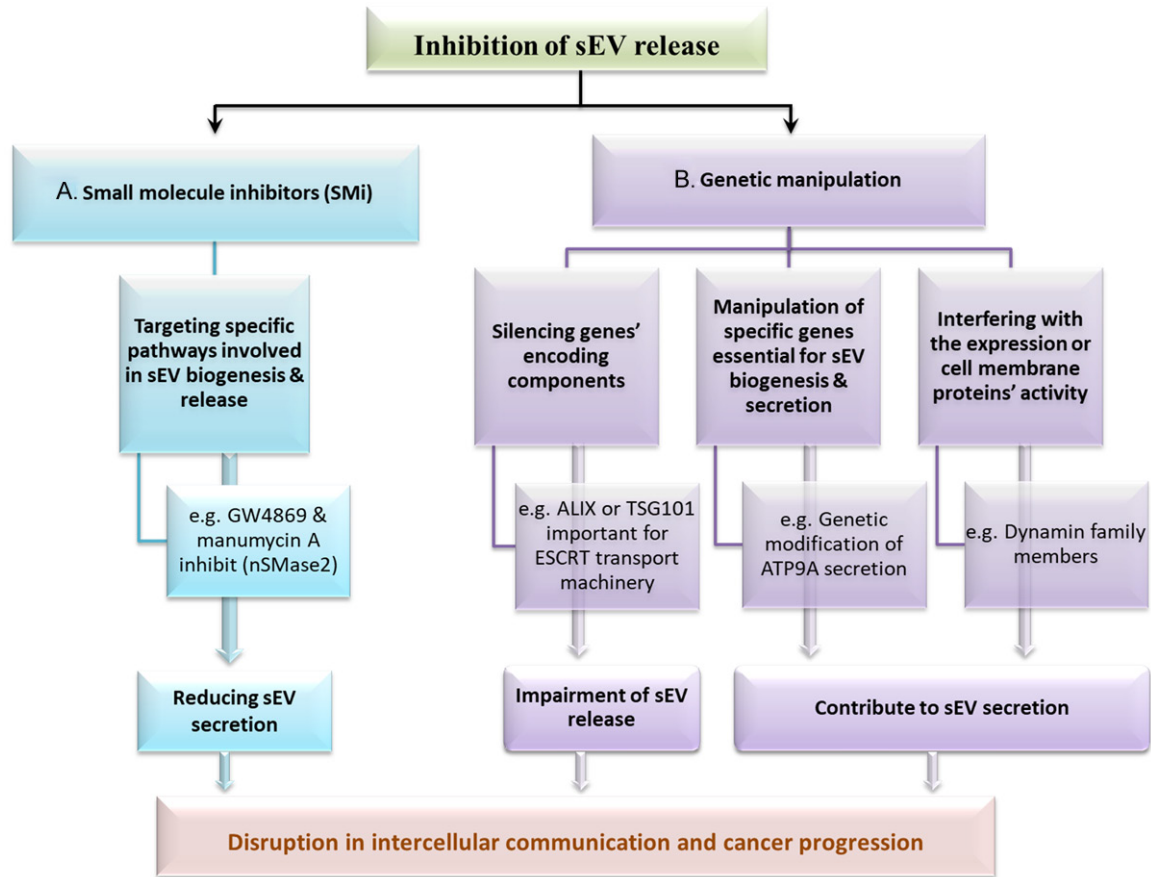 Inhibition of sEV release
A. Small molecule inhibitors (SMi)
B. Genetic manipulation
Targeting specific
pathways involved
in sEV biogenesis &
release
Silencing genes'
encoding
components
Manipulation of
specific genes
essential for sEV
biogenesis &
secretion
Interfering with
the expression or
cell membrane
proteins' activity
e.g. GW4869 &
manumycin A
inhibit (nSMase2)
e.g. ALIX or TSG101
important for
ESCRT transport
machinery
e.g. Genetic
modification of
ATP9A secretion
e.g. Dynamin family
members
Reducing sEV
secretion
Impairment of sEV
release
Contribute to sEV secretion
Disruption in intercellular communication and cancer progression